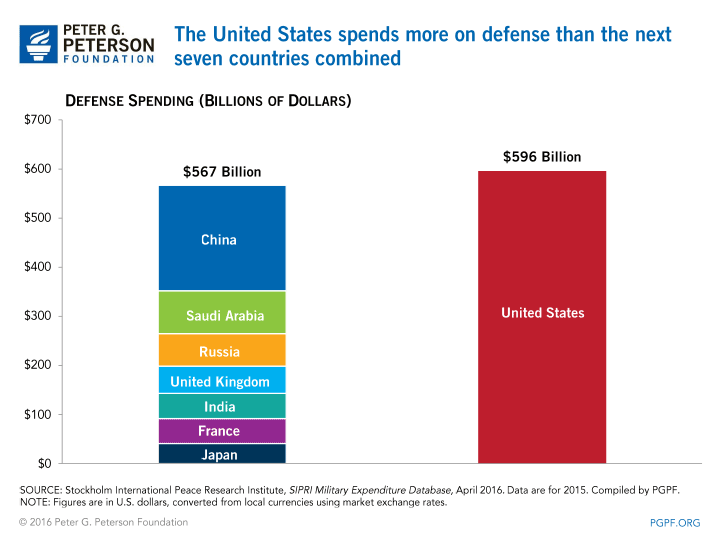 PETER G.
PETERSON
FOUNDATION
The United States spends more on defense than the next
seven countries combined
DEFENSE SPENDING (BILLIONS OF DOLLARS)
$700
$600
$500
$400
$300
$200
$100
$0
$567 Billion
China
Saudi Arabia
Russia
United Kingdom
India
France
Japan
$596 Billion
United States
SOURCE: Stockholm International Peace Research Institute, SIPRI Military Expenditure Database, April 2016. Data are for 2015. Compiled by PGPF.
NOTE: Figures are in U.S. dollars, converted from local currencies using market exchange rates.
© 2016 Peter G. Peterson Foundation
PGPF.ORG